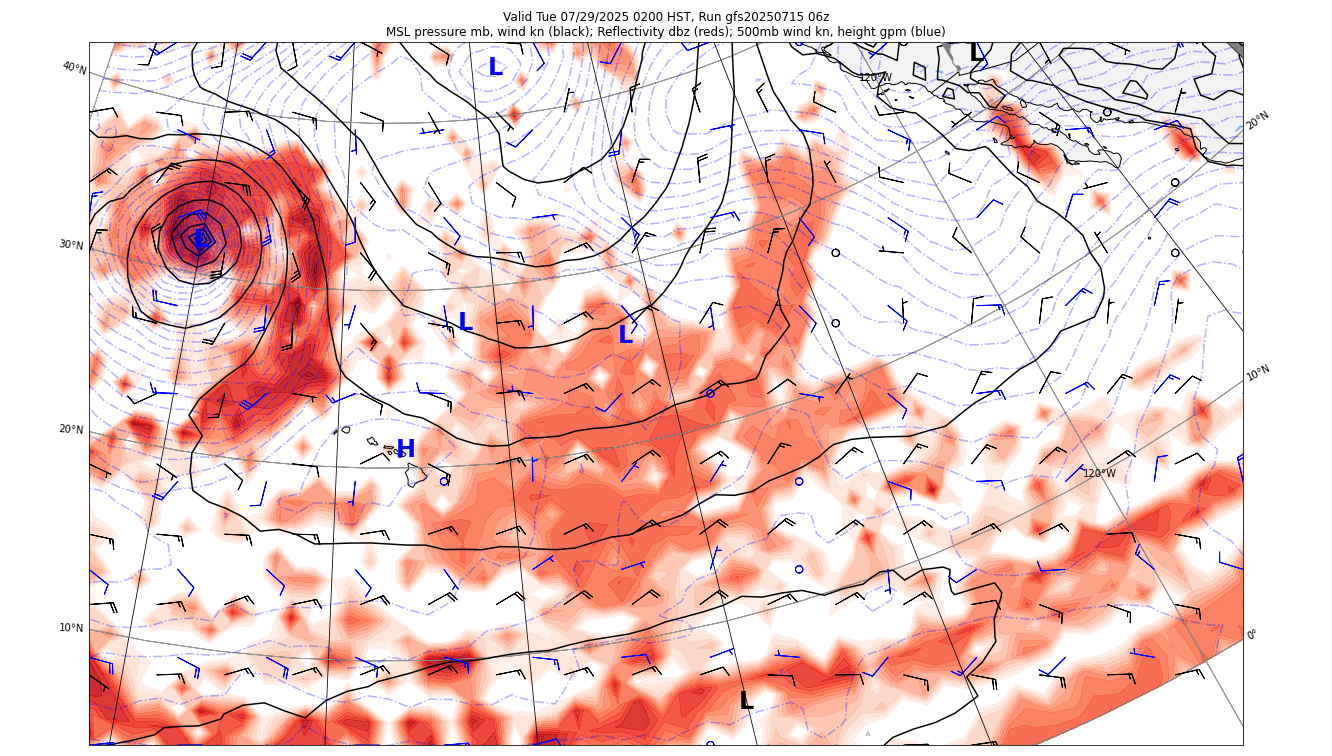 Valid Tue 07/29/2025 0200 HST, Run gfs20250715 06z
MSL pressure mb, wind kn (black); Reflectivity dbz (reds); 500mb wind kn, height gpm (blue)
L
L
40°N
120°W
20°N
L
30°N
L
L
10°N
20°N
H
120°W
10°N
0°
L